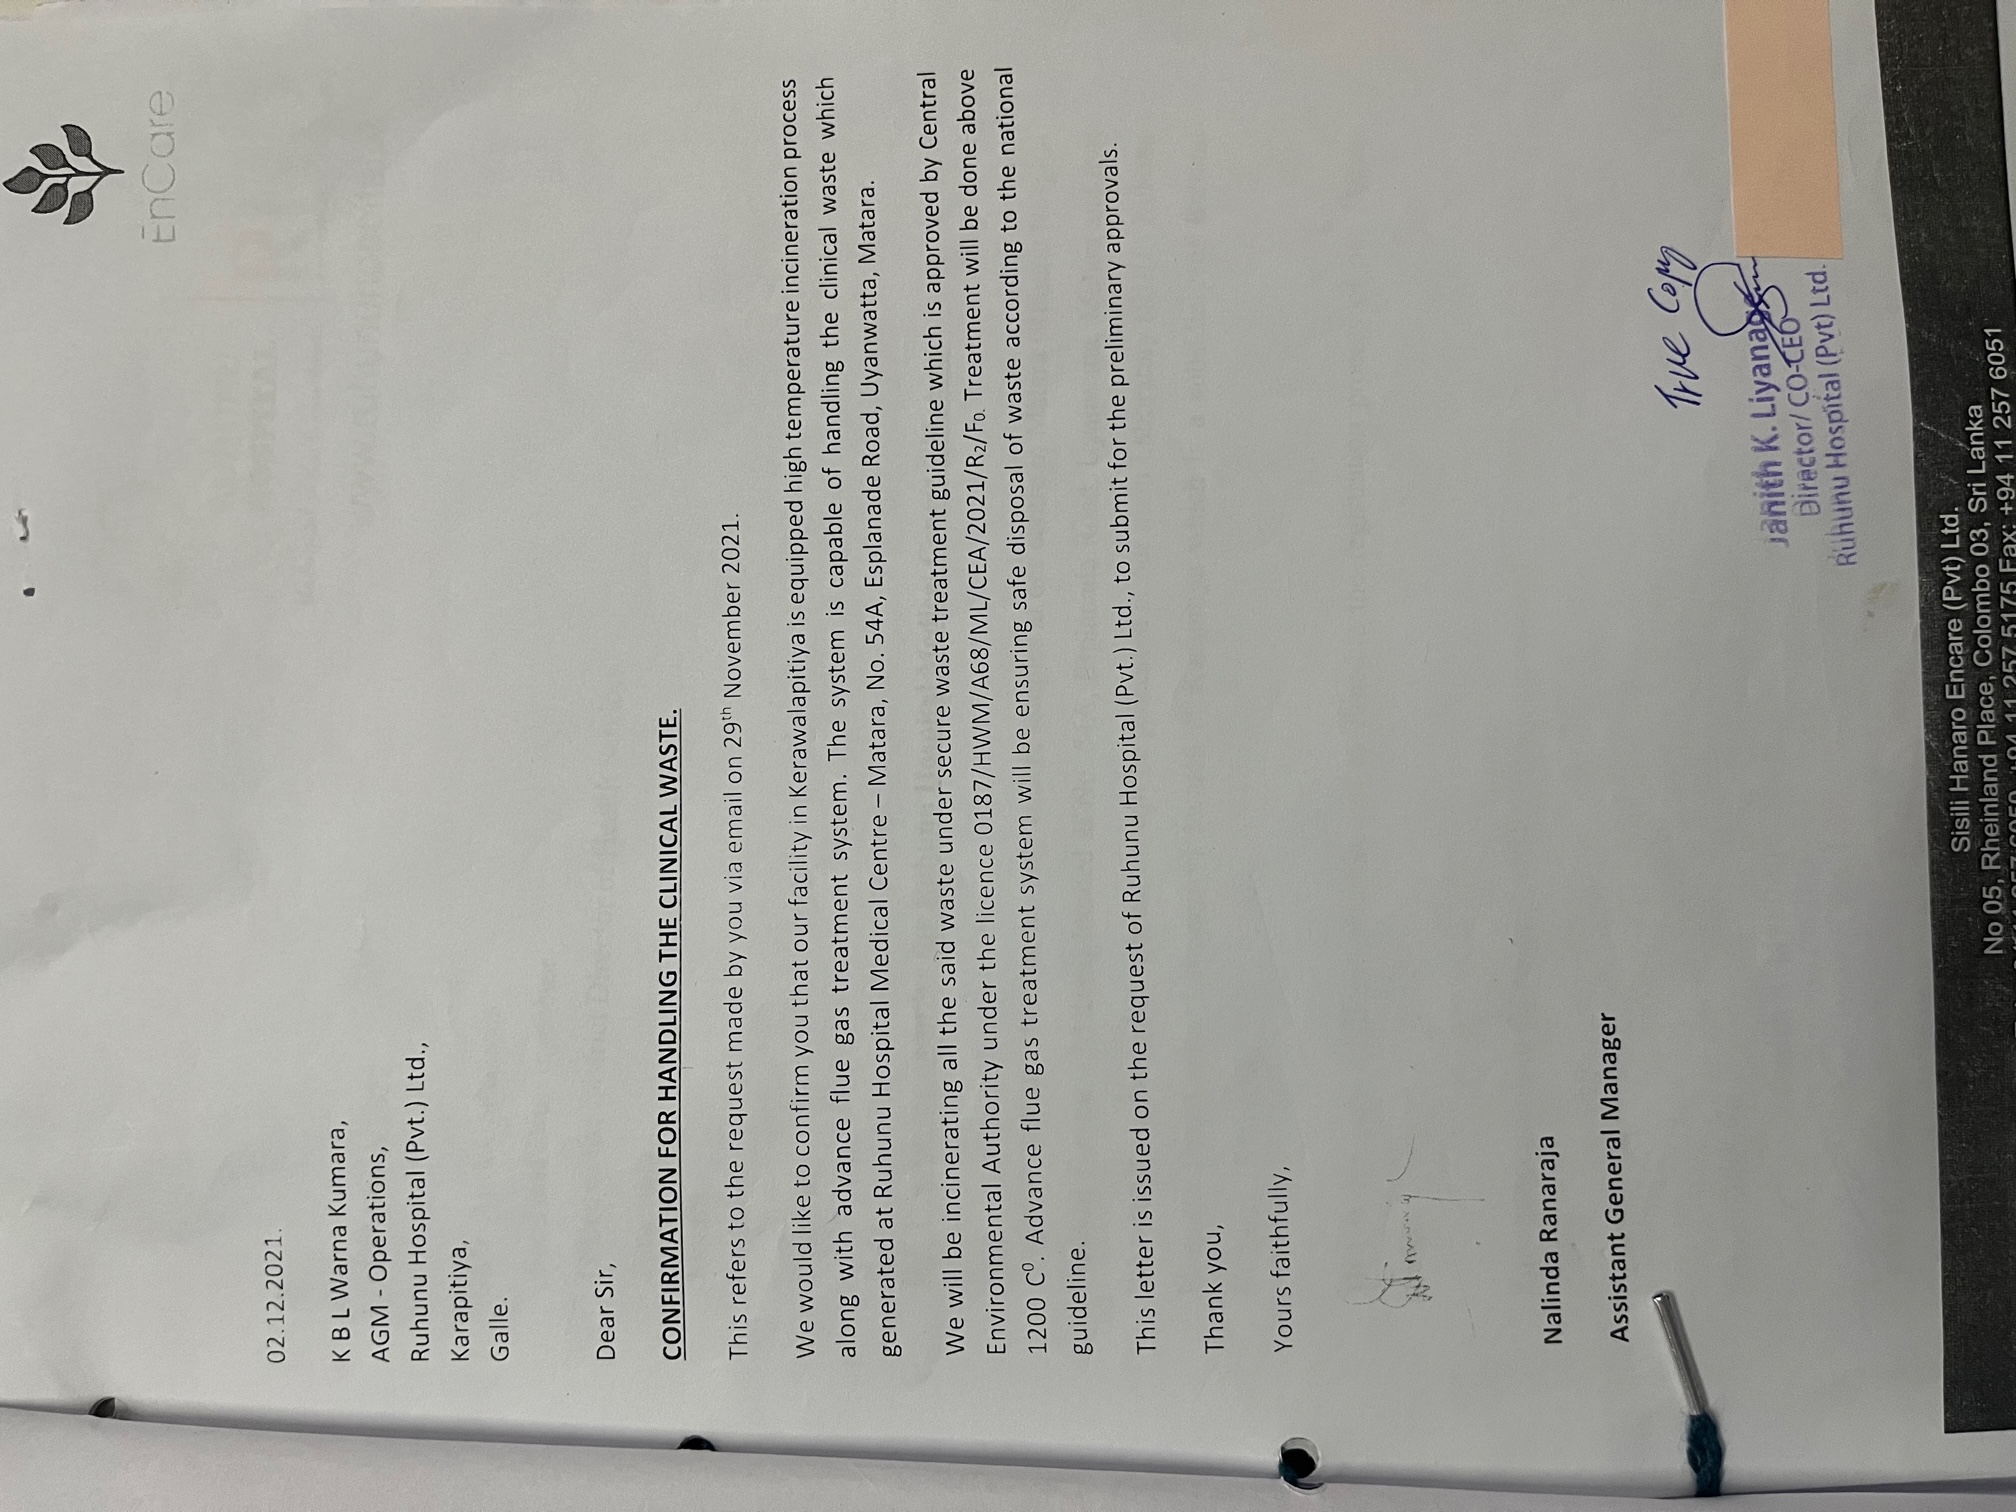 EnCare
02.12.2021.
K B L Warna Kumara,
AGM - Operations,
Ruhunu Hospital (Pvt.) Ltd.,
Karapitiya,
Galle.
Dear Sir,
CONFIRMATION FOR HANDLING THE CLINICAL WASTE.
This refers to the request made by you via email on 29th November 2021.
We would like to confirm you that our facility in Kerawalapitiya is equipped high temperature incineration process
along with advance flue gas treatment system. The system is capable of handling the clinical waste which
generated at Ruhunu Hospital Medical Centre – Matara, No. 54A, Esplanade Road, Uyanwatta, Matara.
We will be incinerating all the said waste under secure waste treatment guideline which is approved by Central
Environmental Authority under the licence 0187/HWM/A68/ML/CEA/2021/R₂/F₀. Treatment will be done above
1200 C⁰. Advance flue gas treatment system will be ensuring safe disposal of waste according to the national
guideline.
This letter is issued on the request of Ruhunu Hospital (Pvt.) Ltd., to submit for the preliminary approvals.
Thank you,
Yours faithfully,
Nalinda Ranaraja
Assistant General Manager
True Copy
Janith K. Liyanage
Director/ CO-CEO
Ruhunu Hospital (Pvt) Ltd.
Sisili Hanaro Encare (Pvt) Ltd.
No 05, Rheinland Place, Colombo 03, Sri Lanka
+94 11 257 5175 Fax: +94 11 257 6051